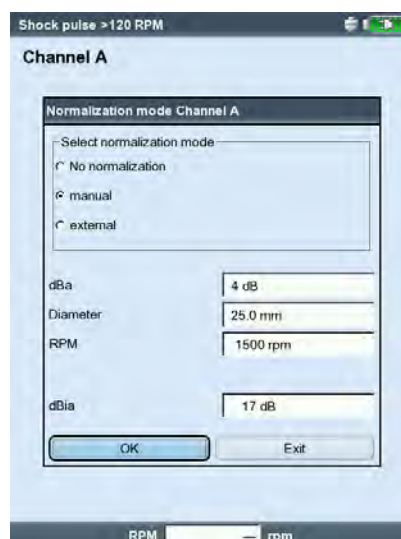 Shock pulse >120 RPM
Channel A
Normalization mode Channel A
Select normalization mode
No normalization
manual
external
dBa 4 dB
Diameter 25.0 mm
RPM 1500 rpm
dBia 17 dB
OK Exit
RPM -- rpm